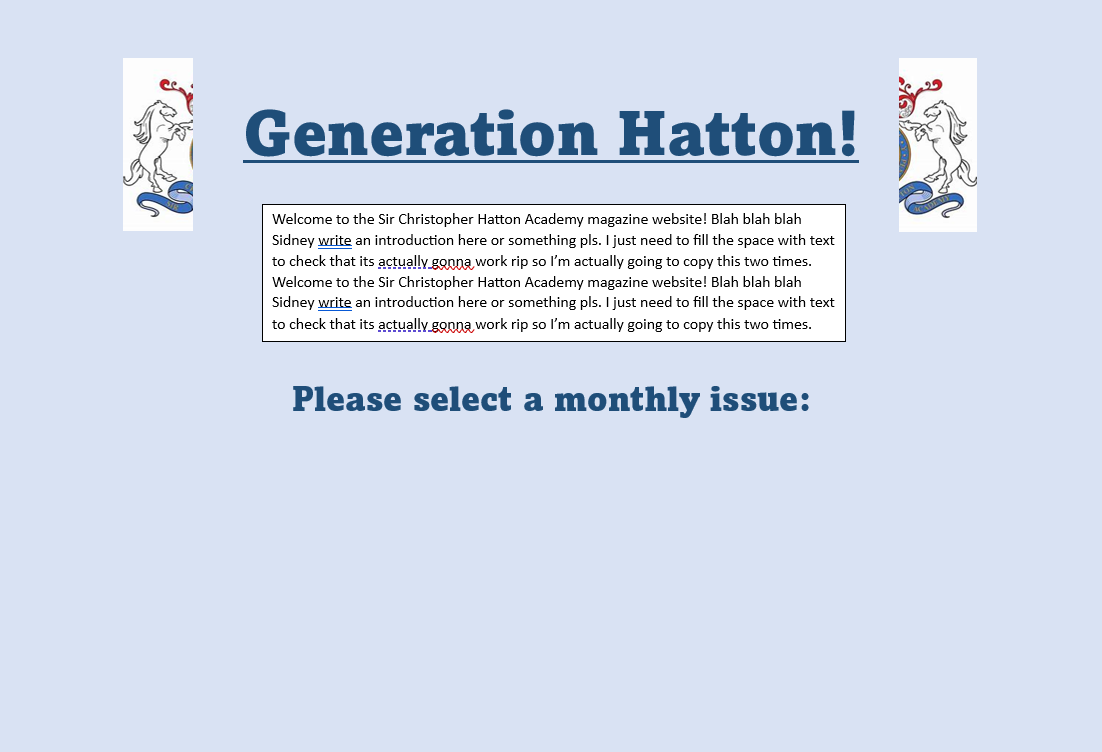 Generation Hatton!
Welcome to the Sir Christopher Hatton Academy magazine website! Blah blah blah
Sidney write an introduction here or something pls. I just need to fill the space with text
to check that its actually gonna work rip so I’m actually going to copy this two times.
Welcome to the Sir Christopher Hatton Academy magazine website! Blah blah blah
Sidney write an introduction here or something pls. I just need to fill the space with text
to check that its actually gonna work rip so I’m actually going to copy this two times.
Please select a monthly issue:
SIR
ACADEMY